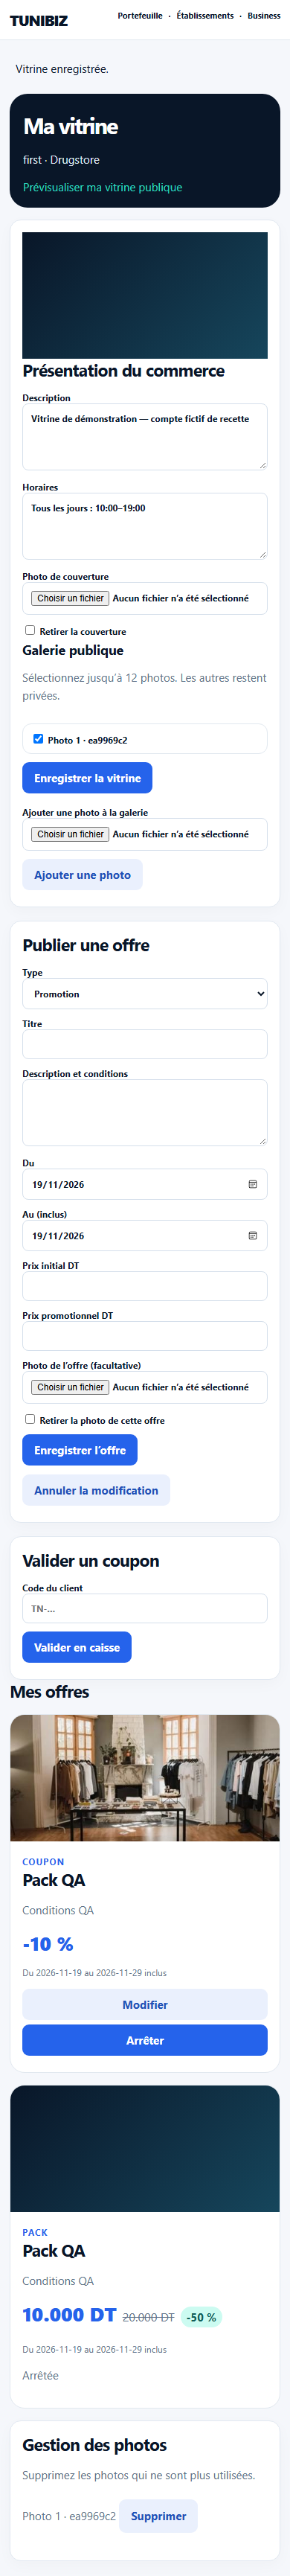 TUNIBIZ
Portefeuille · Établissements · Business
Vitrine enregistrée.
Ma vitrine
first · Drugstore
Prévisualiser ma vitrine publique
Présentation du commerce
Description
Vitrine de démonstration — compte fictif de recette
Horaires
Tous les jours : 10:00–19:00
Photo de couverture
Choisir un fichier Aucun fichier n’a été sélectionné
Retirer la couverture
Galerie publique
Sélectionnez jusqu’à 12 photos. Les autres restent
privées.
Photo 1 · ea9969c2
Enregistrer la vitrine
Ajouter une photo à la galerie
Choisir un fichier Aucun fichier n’a été sélectionné
Ajouter une photo
Publier une offre
Type
Promotion
Titre
Description et conditions
Du
19/11/2026
Au (inclus)
19/11/2026
Prix initial DT
Prix promotionnel DT
Photo de l’offre (facultative)
Choisir un fichier Aucun fichier n’a été sélectionné
Retirer la photo de cette offre
Enregistrer l’offre
Annuler la modification
Valider un coupon
Code du client
TN-...
Valider en caisse
Mes offres
COUPON
Pack QA
Conditions QA
-10 %
Du 2026-11-19 au 2026-11-29 inclus
Modifier
Arrêter
PACK
Pack QA
Conditions QA
10.000 DT 20.000 DT -50 %
Du 2026-11-19 au 2026-11-29 inclus
Arrêtée
Gestion des photos
Supprimez les photos qui ne sont plus utilisées.
Photo 1 · ea9969c2 Supprimer